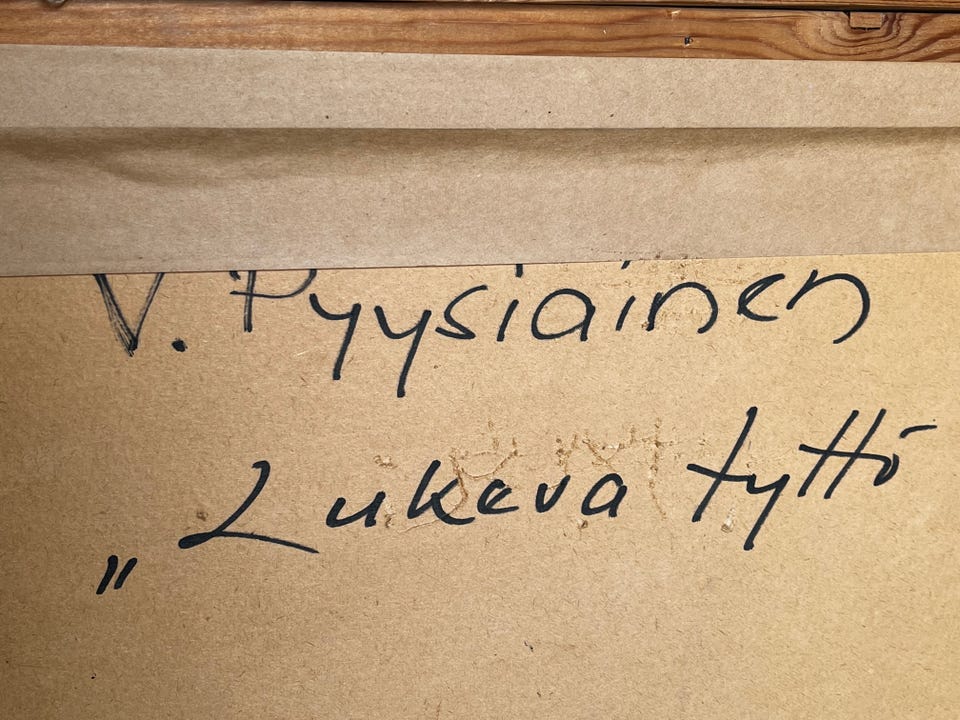 V. Pyysiainen
„Lukeva tyttö